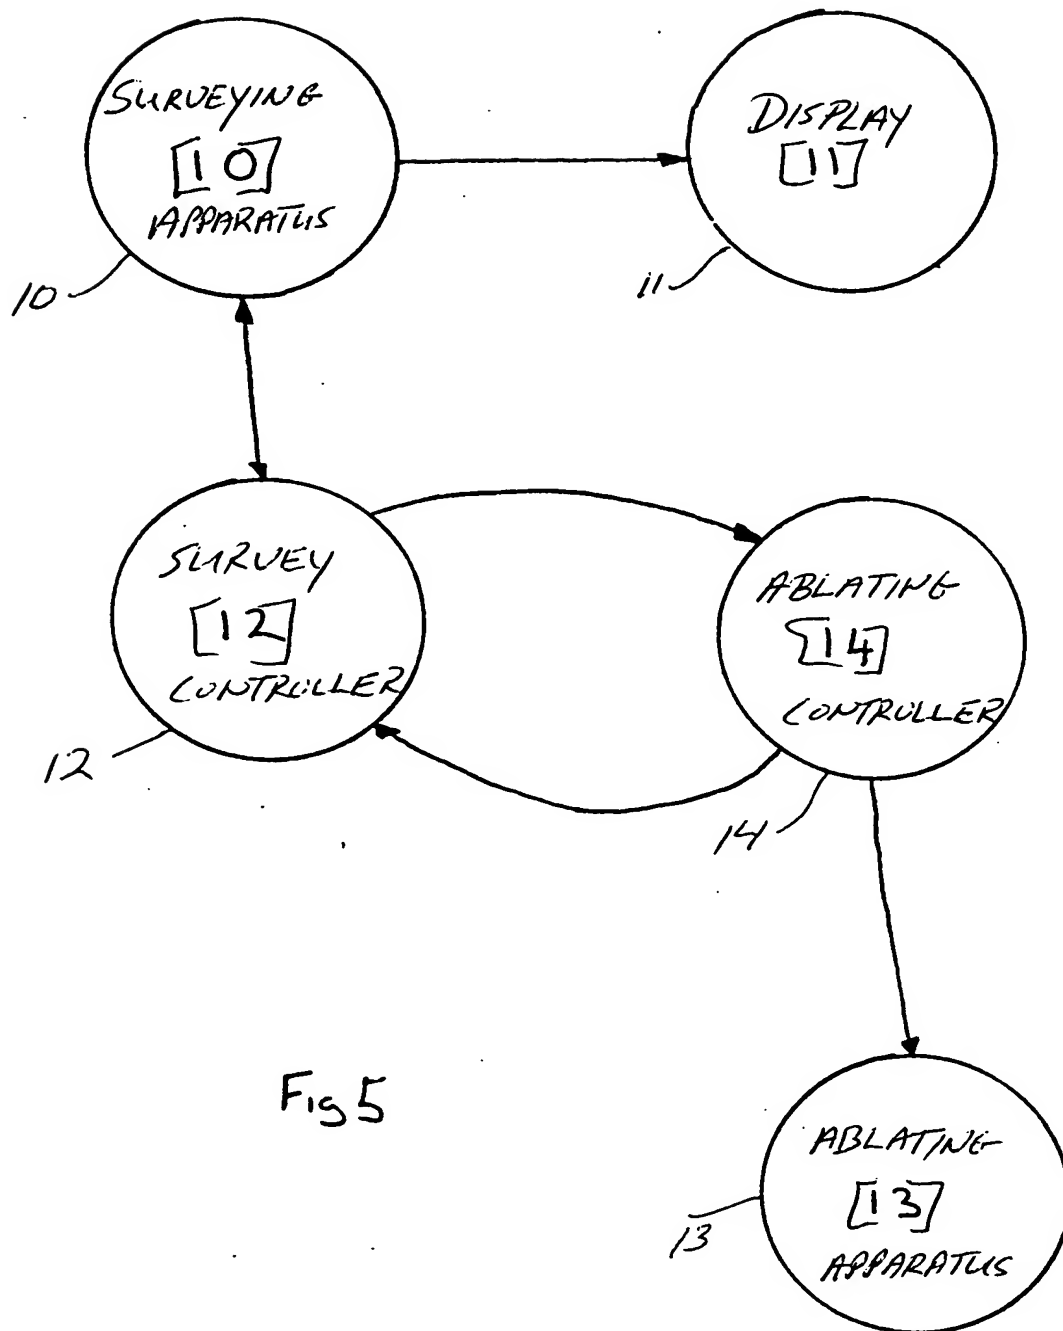 SURVEYING
[10]
APPARATUS
10
DISPLAY
[11]
11
SURVEY
[12]
CONTROLLER
12
ABLATING
[14]
CONTROLLER
14
Fig 5
ABLATING
[13]
APPARATUS
13